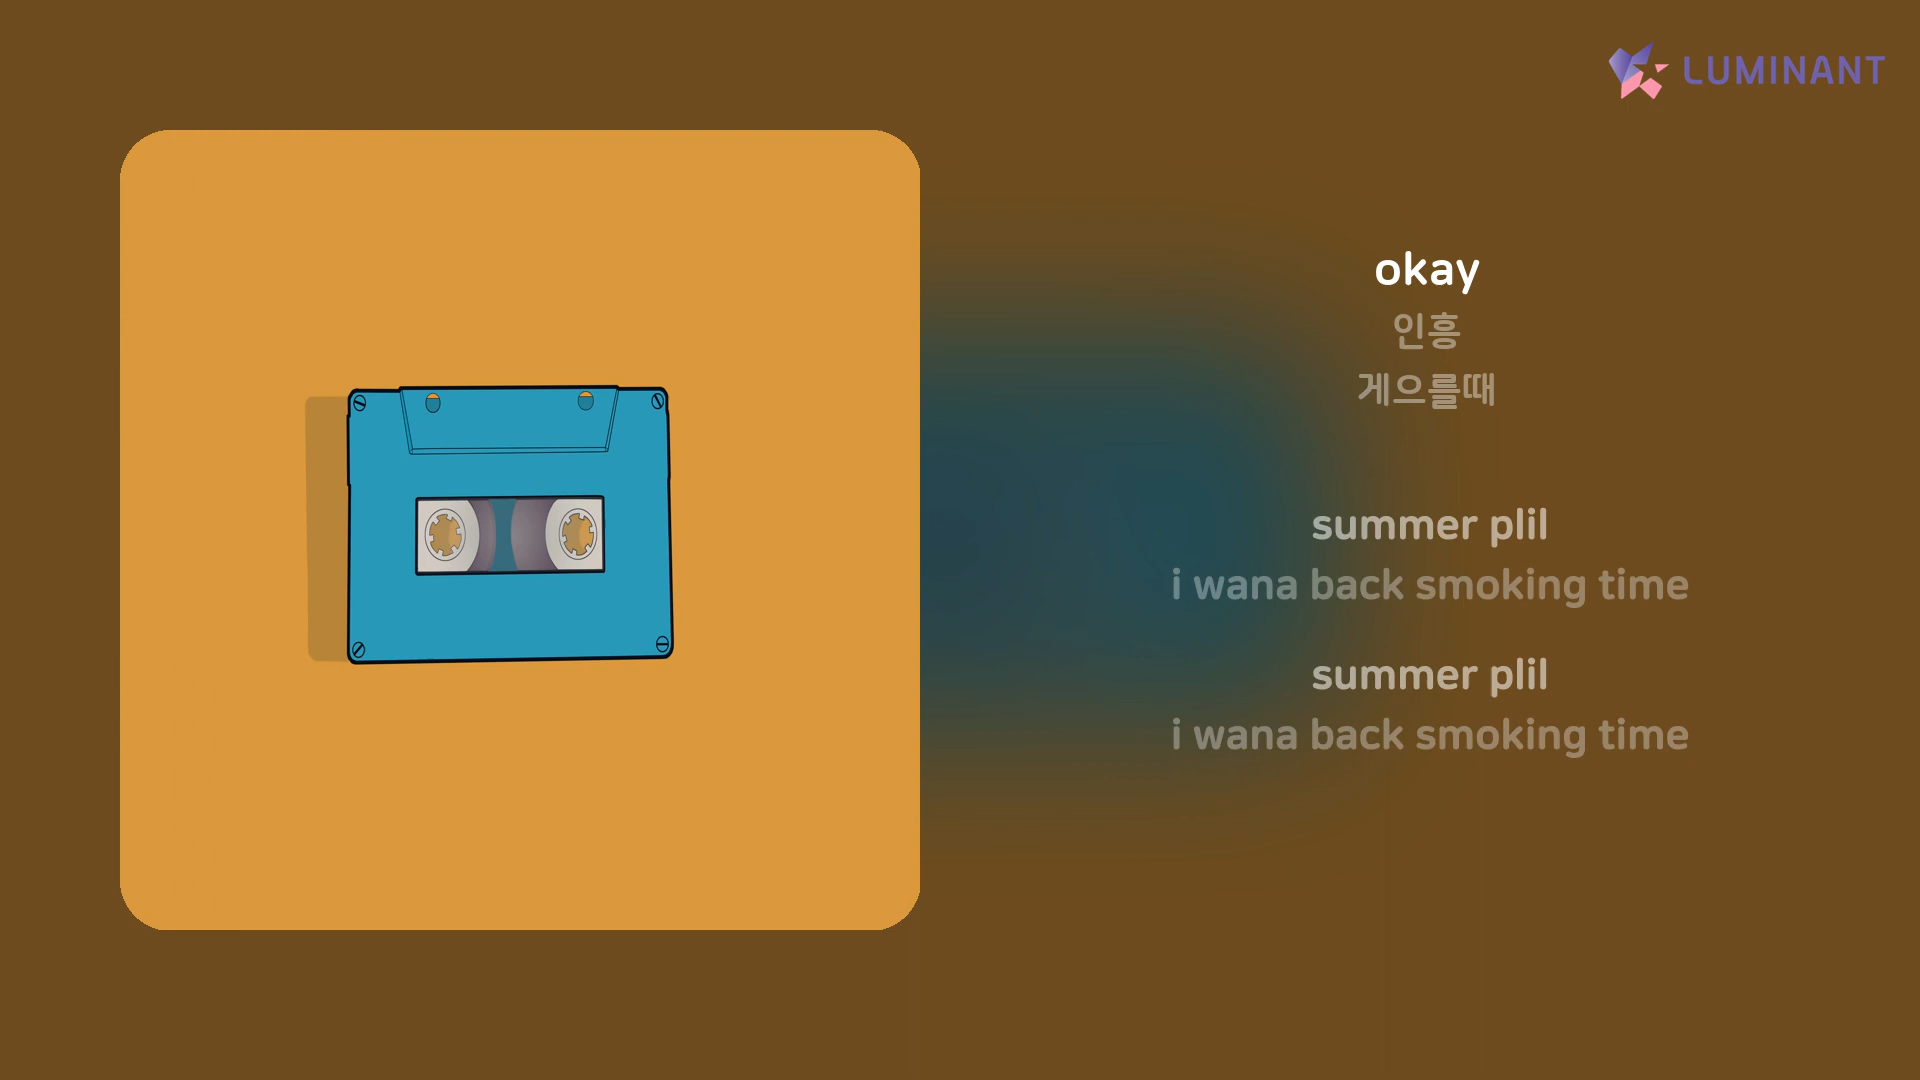 LUMINANT
okay
인흥
게으를때
summer plil
i wana back smoking time
summer plil
i wana back smoking time